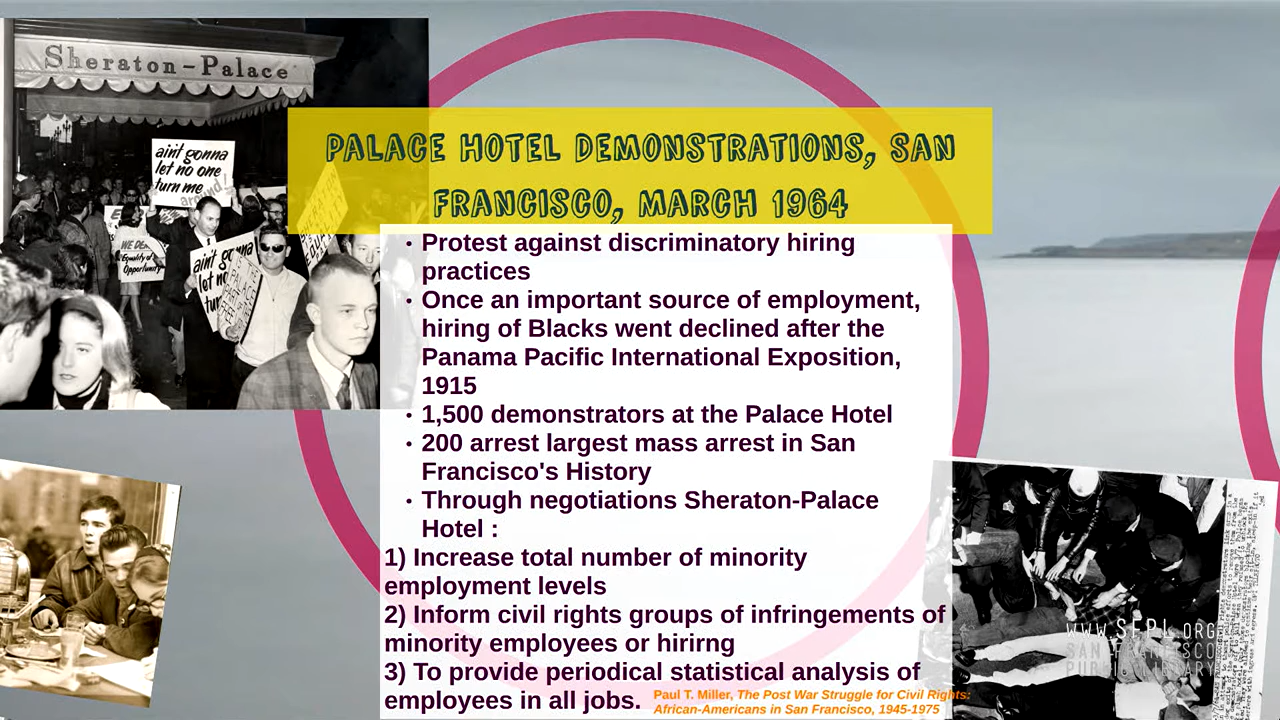 Sheraton-Palace
ain't gonna
let no one
turn me
around!
WE DEMAND
Equality of
Opportunity
ain't gonna
PALACE HOTEL DEMONSTRATIONS, SAN
FRANCISCO, MARCH 1964
• Protest against discriminatory hiring
practices
• Once an important source of employment,
hiring of Blacks went declined after the
Panama Pacific International Exposition,
1915
• 1,500 demonstrators at the Palace Hotel
• 200 arrest largest mass arrest in San
Francisco's History
• Through negotiations Sheraton-Palace
Hotel :
1) Increase total number of minority
employment levels
2) Inform civil rights groups of infringements of
minority employees or hirirng
3) To provide periodical statistical analysis of
employees in all jobs.
Paul T. Miller, The Post War Struggle for Civil Rights:
African-Americans in San Francisco, 1945-1975
WWW.SFPL.ORG
SAN FRANCISCO
PUBLIC LIBRARY